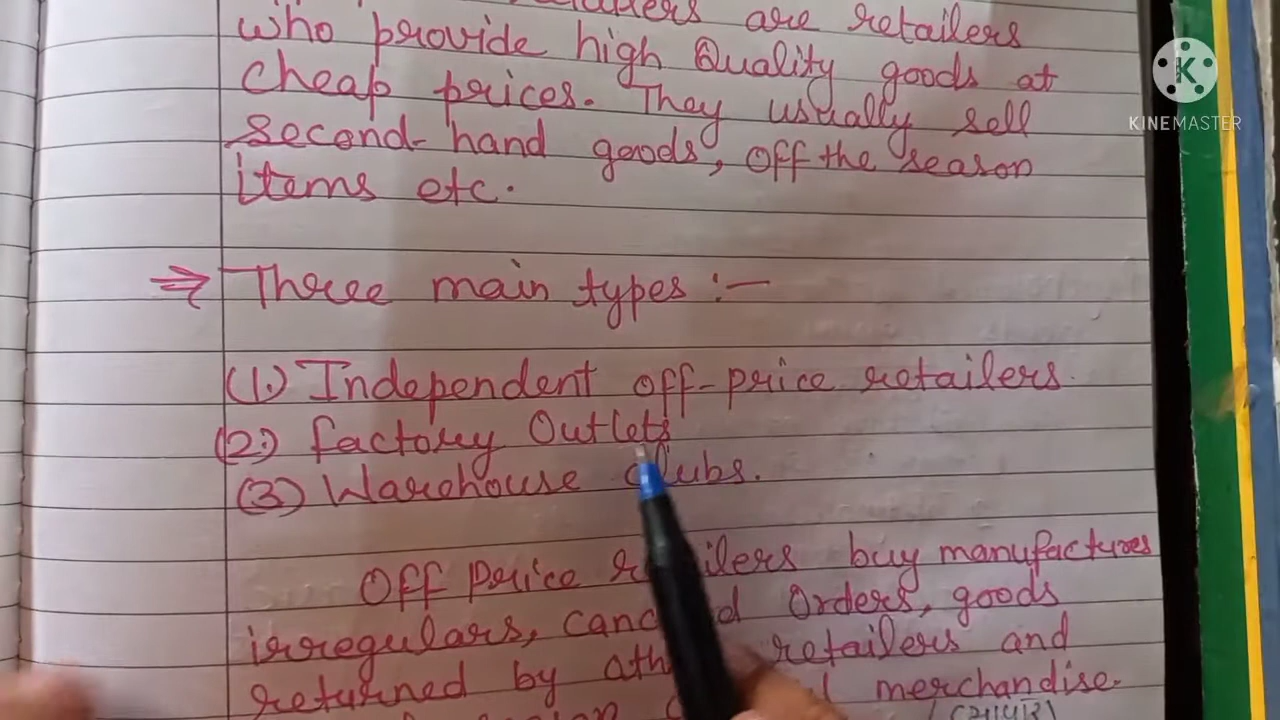 are retailers
who provide high Quality goods at
cheap prices. They usually sell
second-hand goods, off the season
items etc.
⇒ Three main types :-
(1.) Independent off-price retailers.
(2.) factory Outlets
(3) Warehouse clubs.
Off price buy manufactures
irregulars, orders, goods
returned by retailers and
merchandise.
K
KINEMASTER